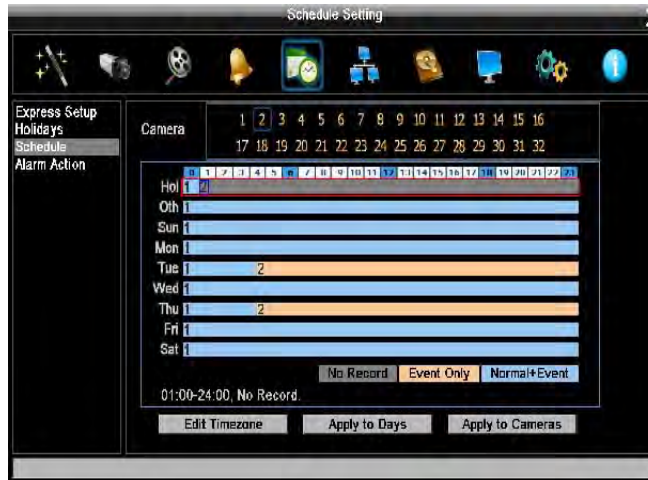 Schedule Setting
Express Setup
Holidays
Schedule
Alarm Action
Camera
1 2 3 4 5 6 7 8 9 10 11 12 13 14 15 16
17 18 19 20 21 22 23 24 25 26 27 28 29 30 31 32
0 1 2 3 4 5 6 7 8 9 10 11 12 13 14 15 16 17 18 19 20 21 22 23
Hol 1 2
Oth 1
Sun 1
Mon 1
Tue 1 2
Wed 1
Thu 1 2
Fri 1
Sat 1
No Record Event Only Normal+Event
01:00-24:00, No Record.
Edit Timezone Apply to Days Apply to Cameras